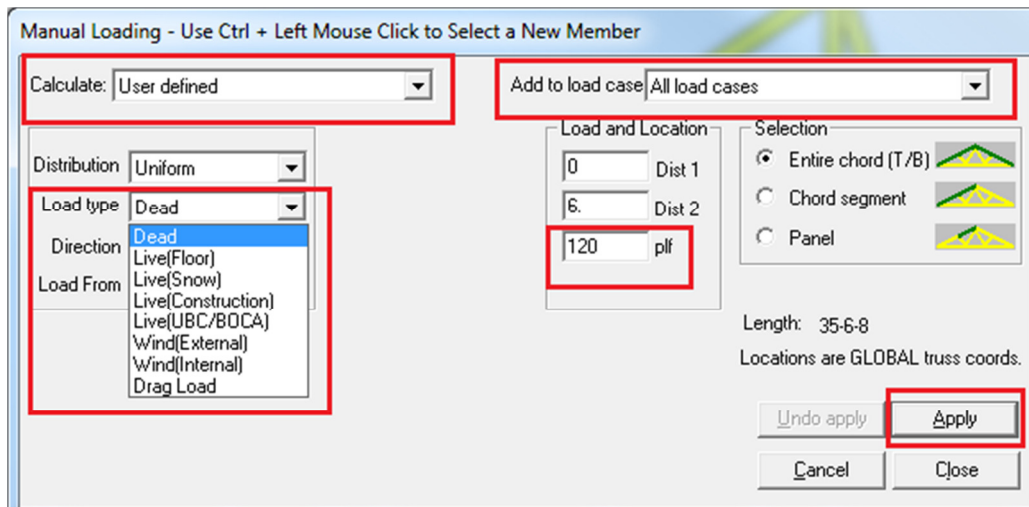 Manual Loading - Use Ctrl + Left Mouse Click to Select a New Member
Calculate: User defined
Add to load case All load cases
Distribution Uniform
Load type Dead
Direction
Load From
Dead
Live(Floor)
Live(Snow)
Live(Construction)
Live(UBC/BOCA)
Wind(External)
Wind(Internal)
Drag Load
Load and Location
0 Dist 1
6. Dist 2
120 plf
Selection
Entire chord (T/B)
Chord segment
Panel
Length: 35-6-8
Locations are GLOBAL truss coords.
Undo apply
Apply
Cancel
Close